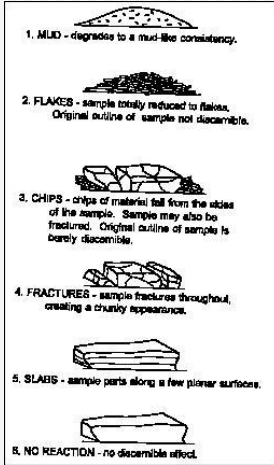 1. MUD - degrades to a mud-like consistency.
2. FLAKES - sample totally reduced to flakes.
Original outline of sample not discernible.
3. CHIPS - chips of material fall from the sides
of the sample. Sample may also be
fractured. Original outline of sample is
barely discernible.
4. FRACTURES - sample fractures throughout,
creating a chunky appearance.
5. SLABS - sample parts along a few planar surfaces.
6. NO REACTION - no discernible effect.